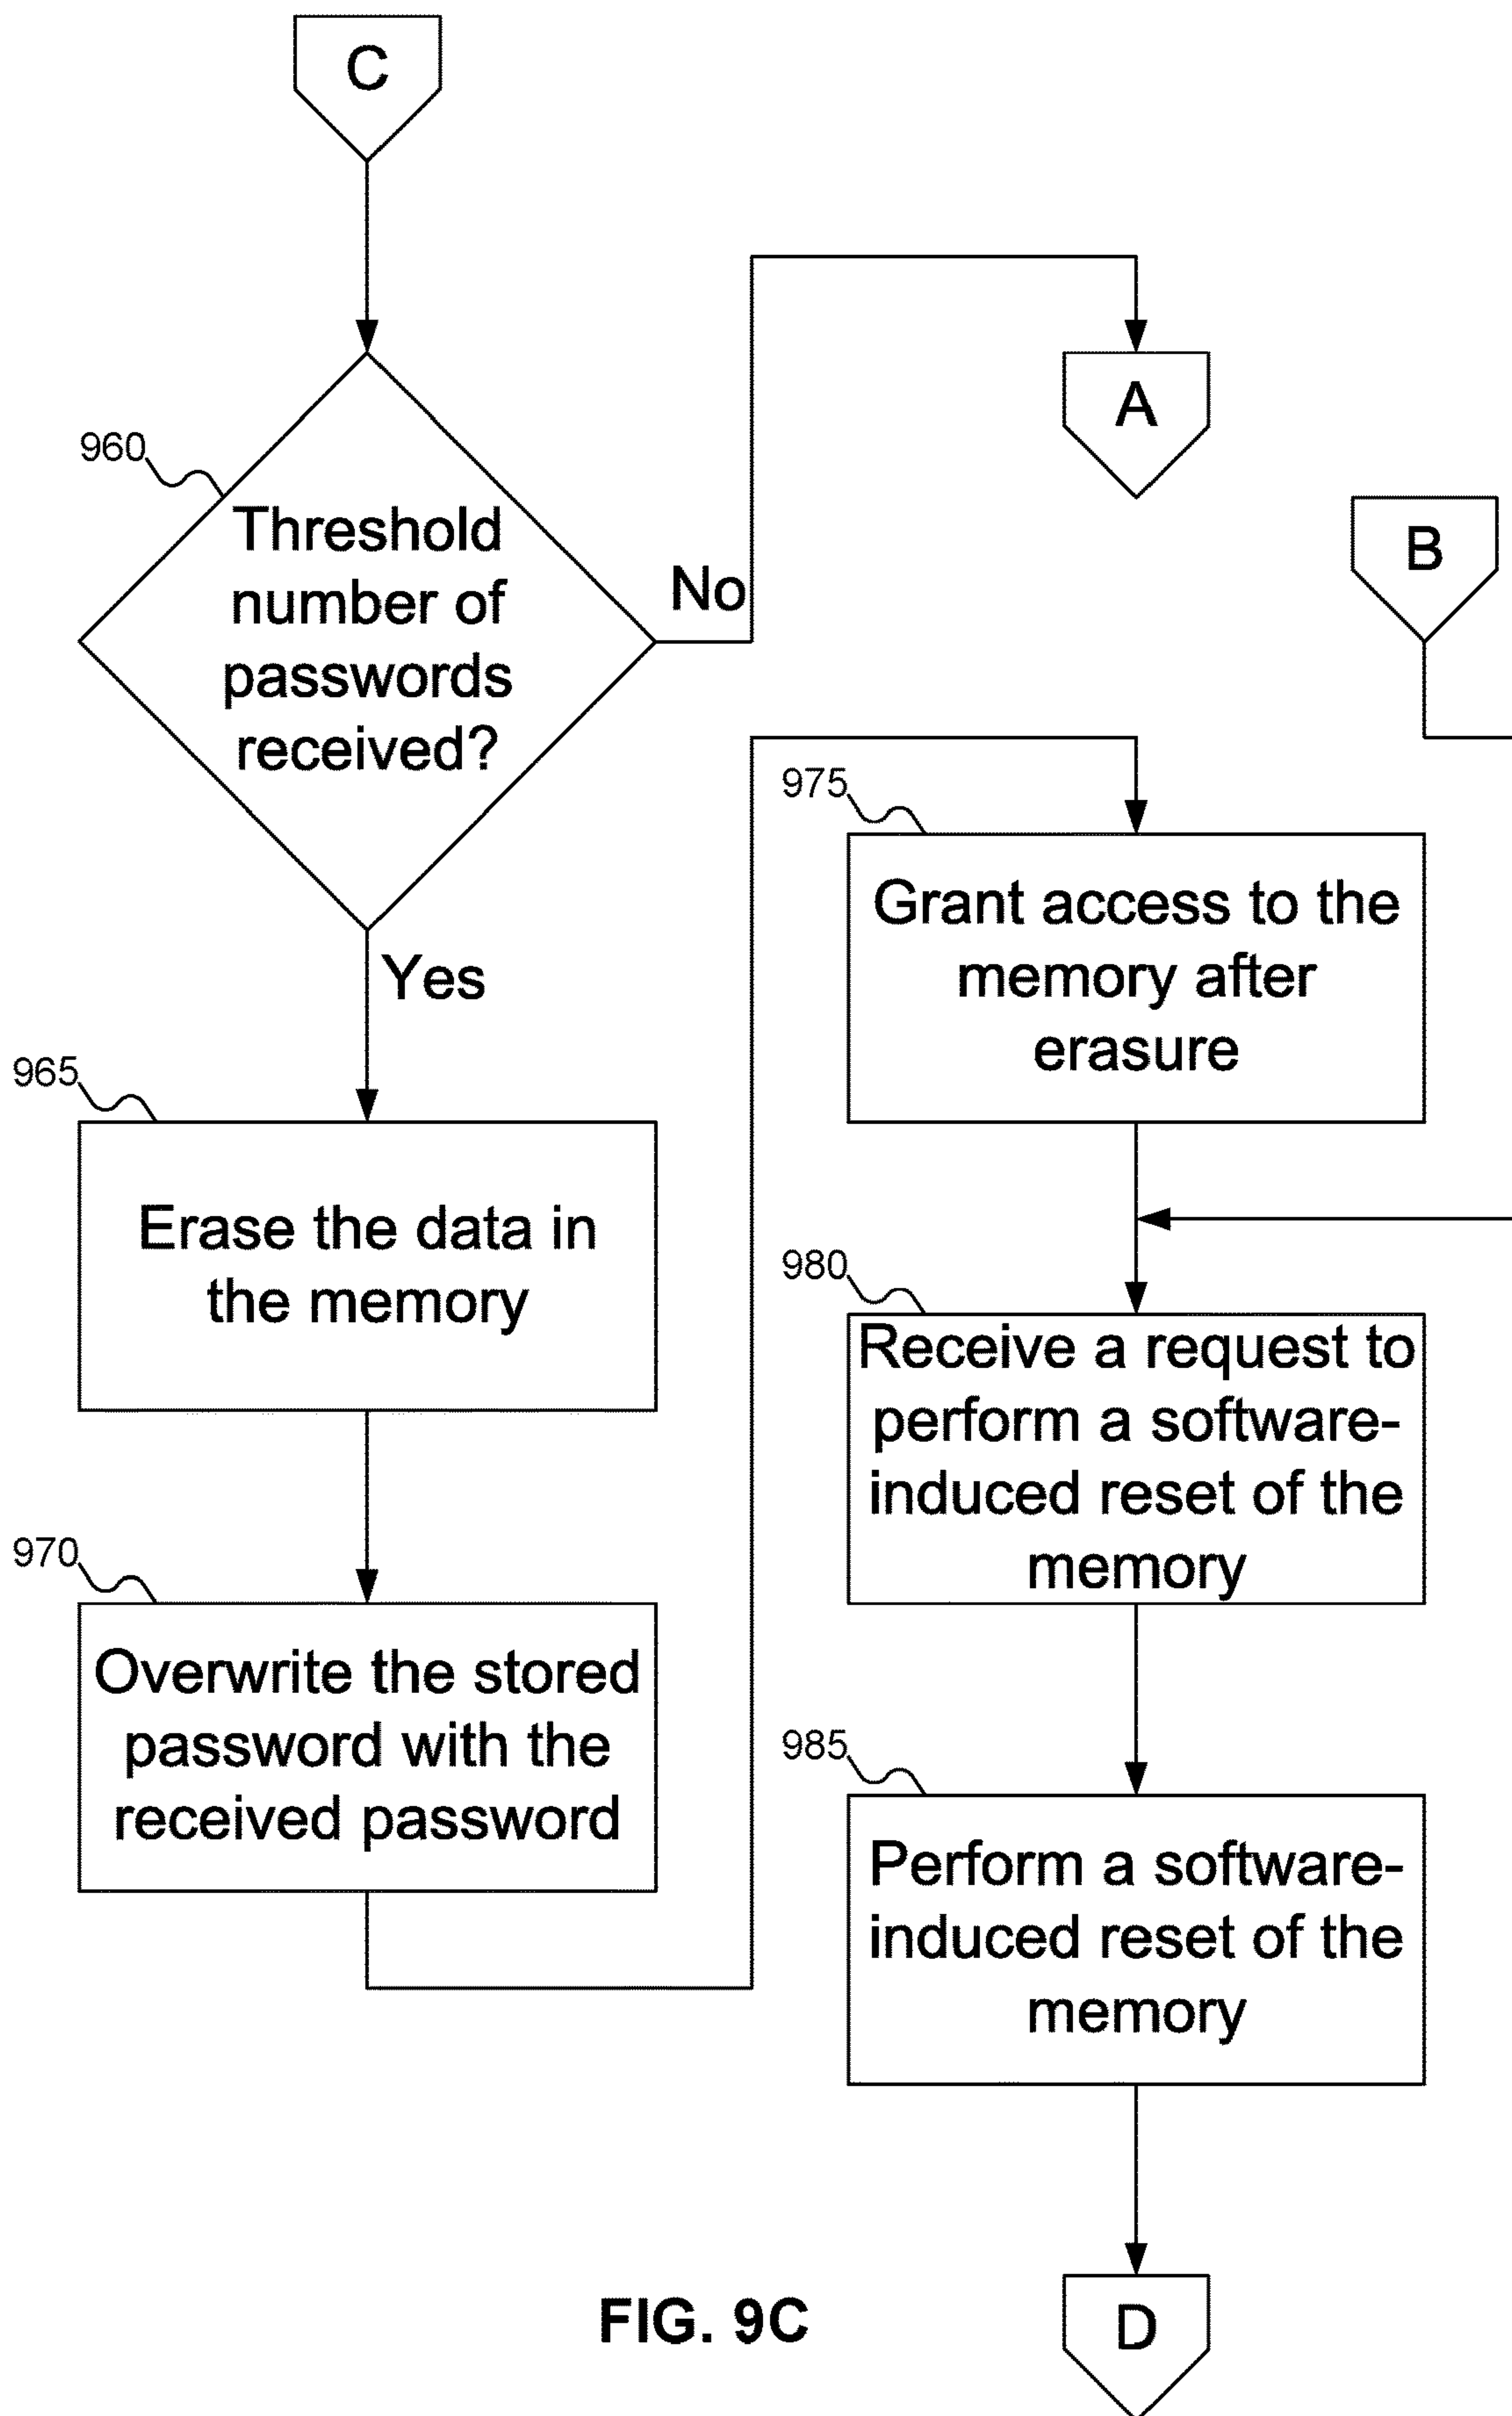 C
960
Threshold
number of
passwords
received?
No
Yes
A
B
965
Erase the data in
the memory
970
Overwrite the stored
password with the
received password
975
Grant access to the
memory after
erasure
980
Receive a request to
perform a software-
induced reset of the
memory
985
Perform a software-
induced reset of the
memory
D
FIG. 9C